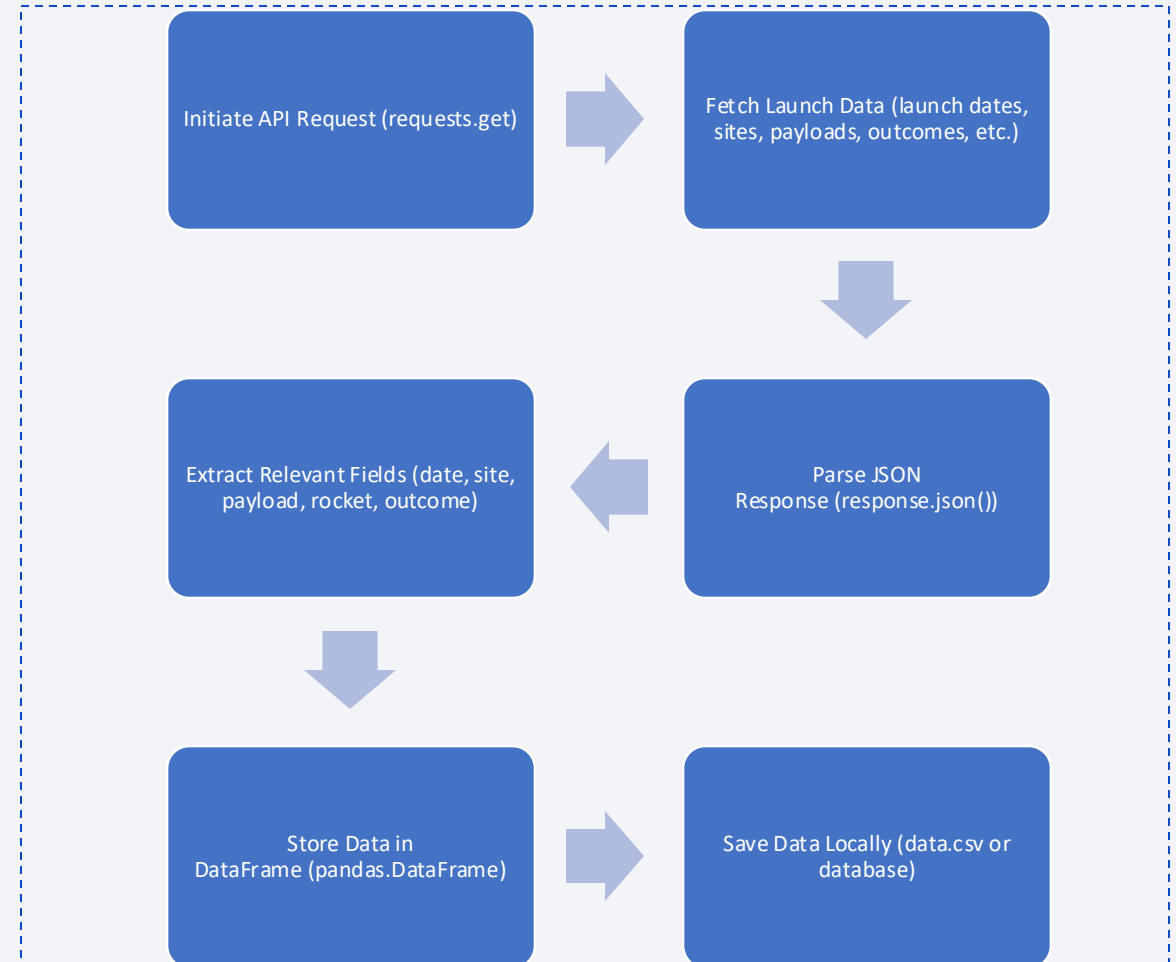 Initiate API Request (requests.get)
Fetch Launch Data (launch dates,
sites, payloads, outcomes, etc.)
Parse JSON
Response (response.json())
Extract Relevant Fields (date, site,
payload, rocket, outcome)
Store Data in
DataFrame (pandas.DataFrame)
Save Data Locally (data.csv or
database)